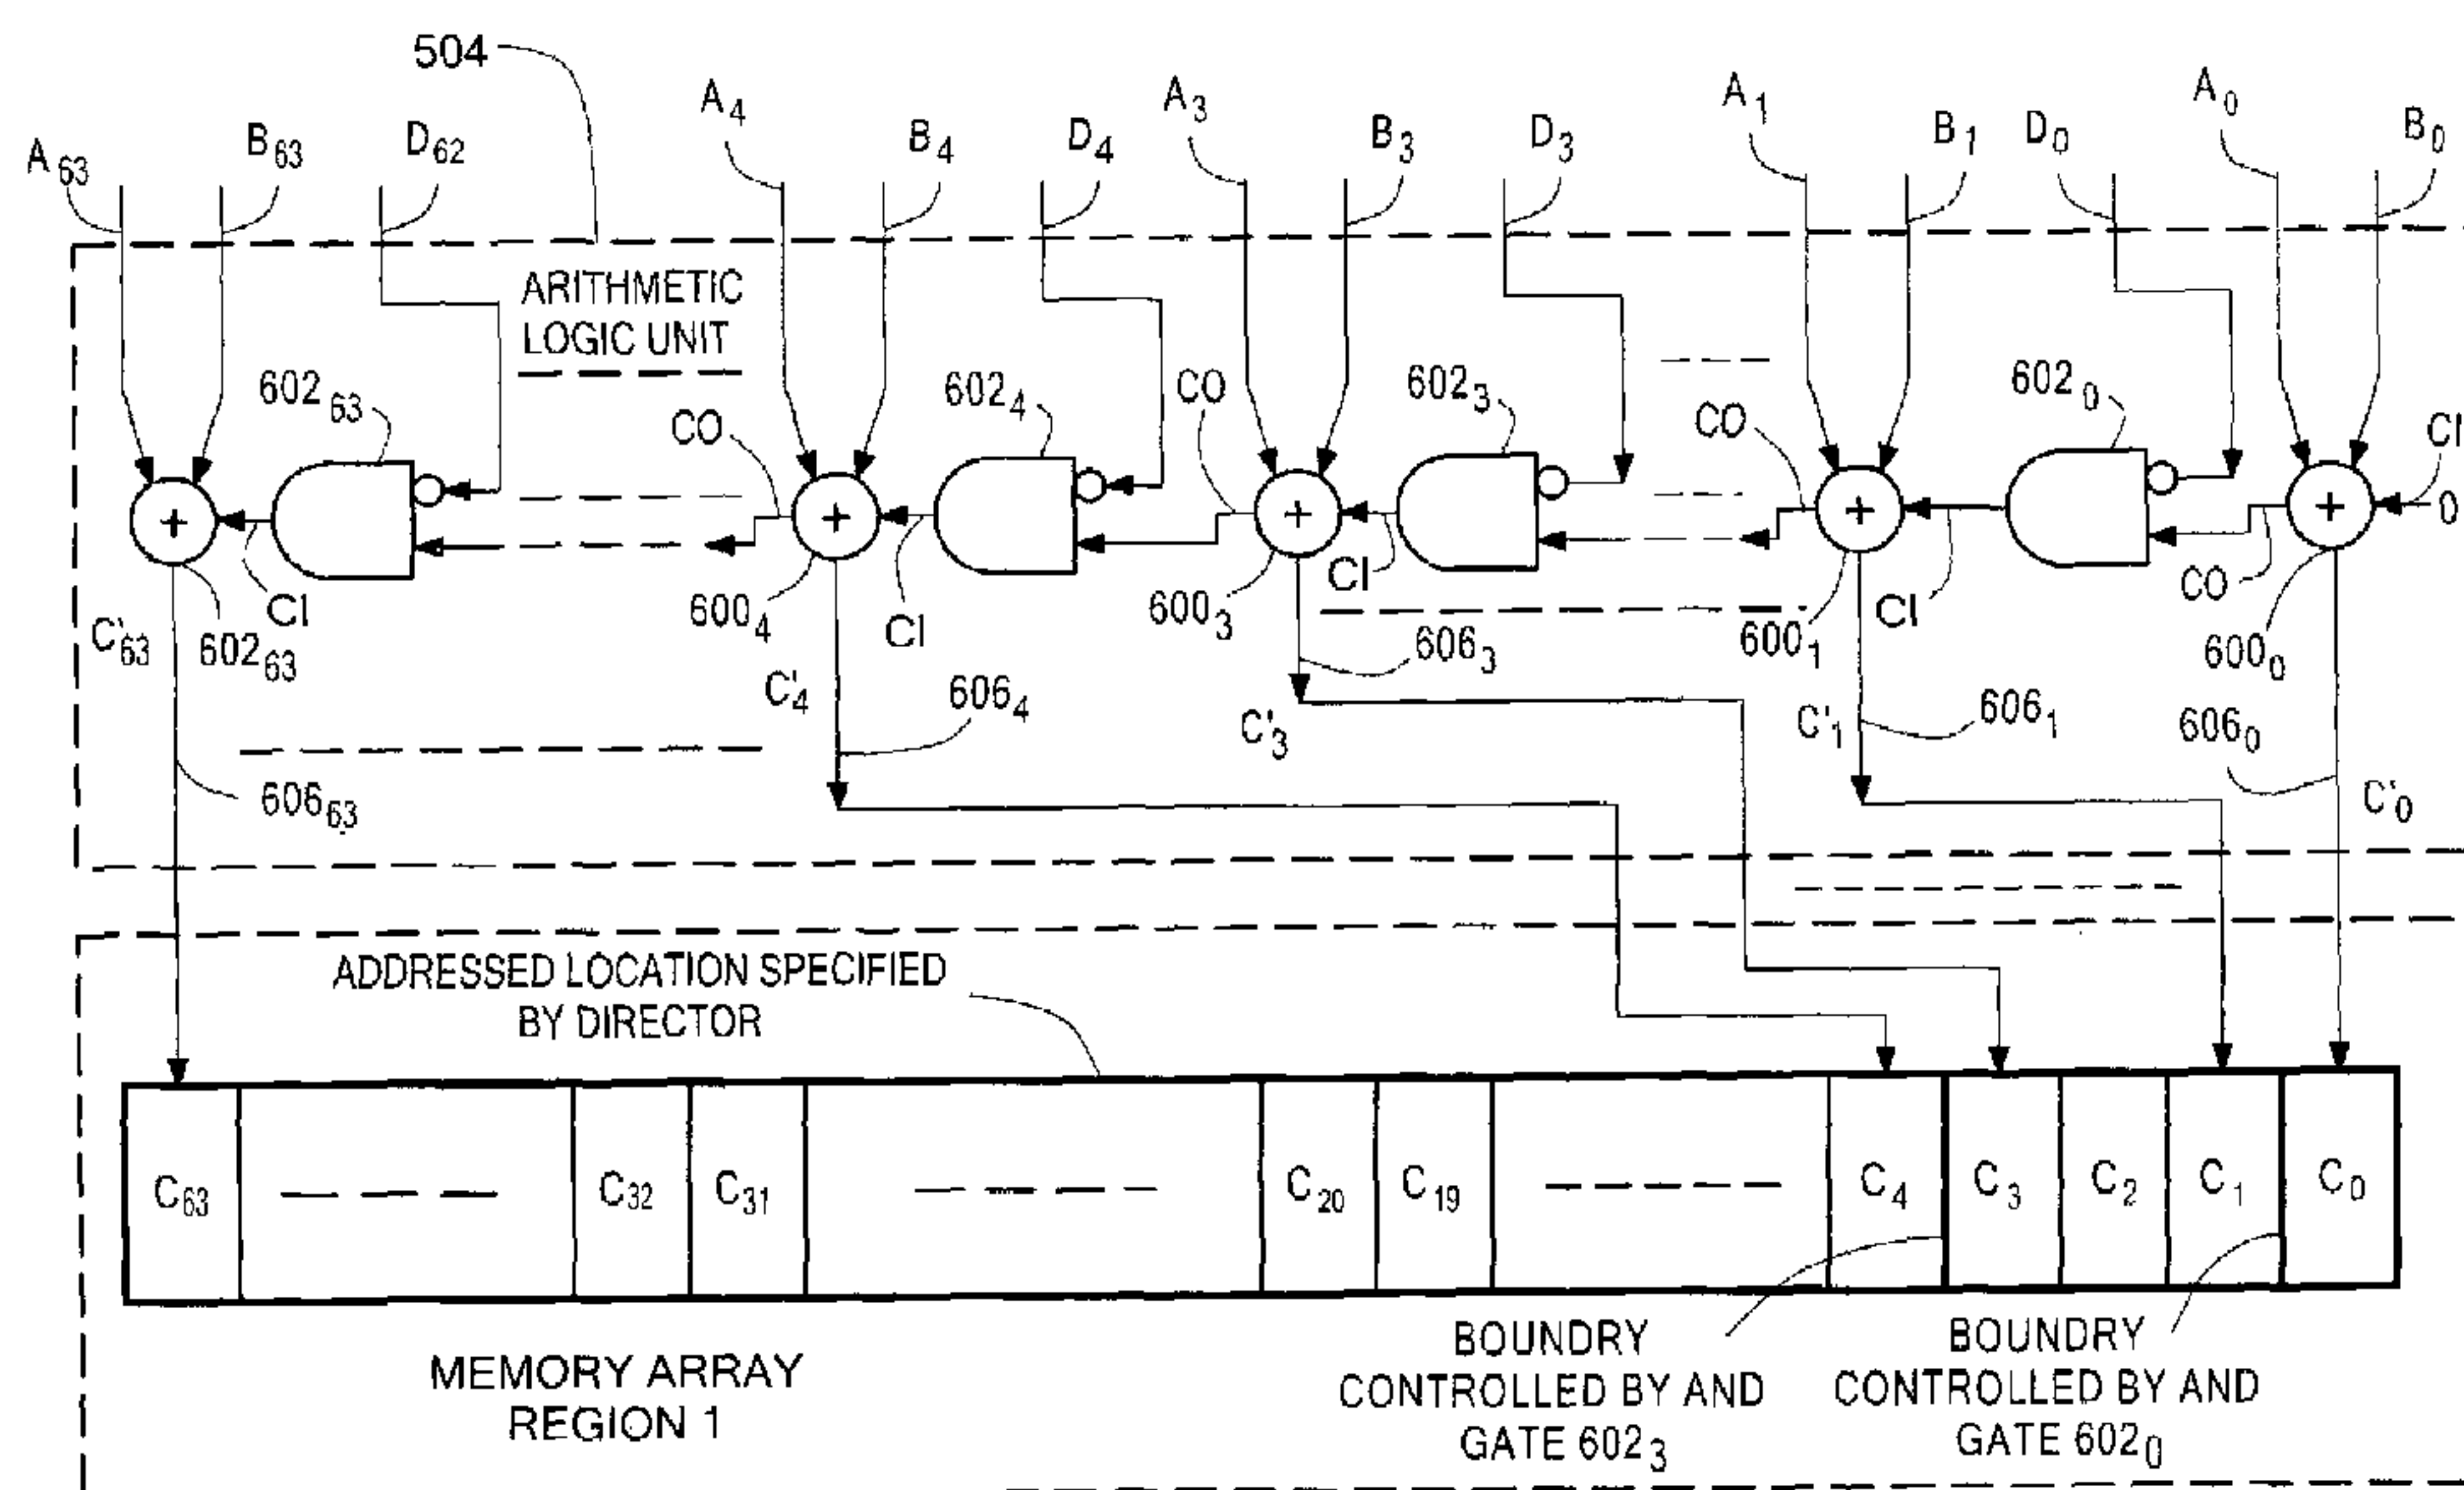 504
A63 B63 D62 A4 B4 D4 A3 B3 D3 A1 B1 D0 A0 B0
ARITHMETIC
LOGIC UNIT
60263 CO 6024 CO 6023 CO 6020 CI
+ + + + + 0
C'63 60263 CI 6004 CI 6003 CI 6001 CI CO 6000
C'4 6064 C'3 6063 C'1 6061 6060 C'0
60663
ADDRESSED LOCATION SPECIFIED
BY DIRECTOR
C63 C32 C31 C20 C19 C4 C3 C2 C1 C0
MEMORY ARRAY
REGION 1
BOUNDRY
CONTROLLED BY AND
GATE 6023
BOUNDRY
CONTROLLED BY AND
GATE 6020